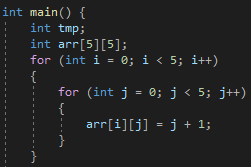 int main() {
    int tmp;
    int arr[5][5];
    for (int i = 0; i < 5; i++)
    {
        for (int j = 0; j < 5; j++)
        {
            arr[i][j] = j + 1;
        }
    }